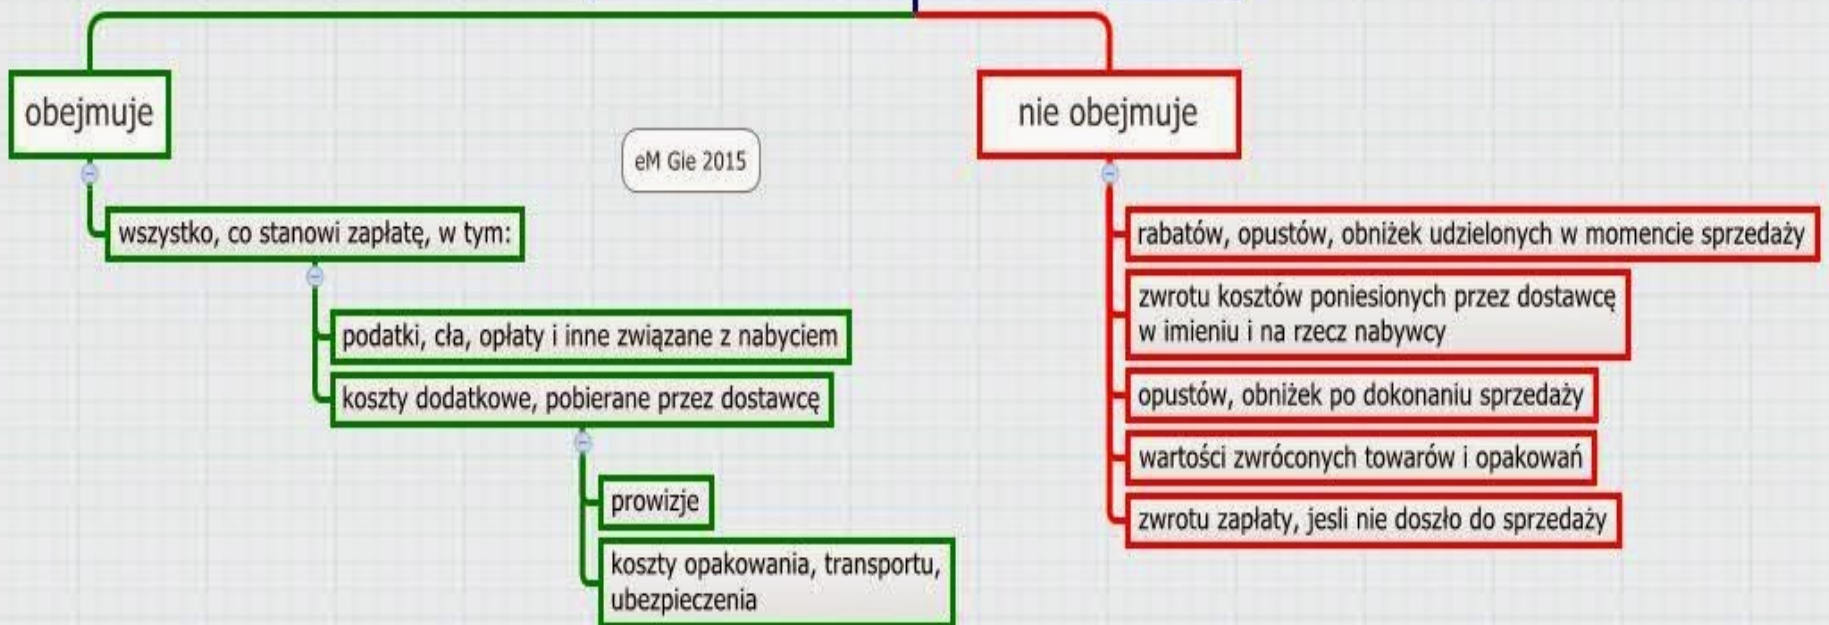 obejmuje
eM Gie 2015
nie obejmuje
wszystko, co stanowi zapłatę, w tym:
podatki, cła, opłaty i inne związane z nabyciem
koszty dodatkowe, pobierane przez dostawcę
prowizje
koszty opakowania, transportu,
ubezpieczenia
rabatów, opustów, obniżek udzielonych w momencie sprzedaży
zwrotu kosztów poniesionych przez dostawcę
w imieniu i na rzecz nabywcy
opustów, obniżek po dokonaniu sprzedaży
wartości zwróconych towarów i opakowań
zwrotu zapłaty, jesli nie doszło do sprzedaży